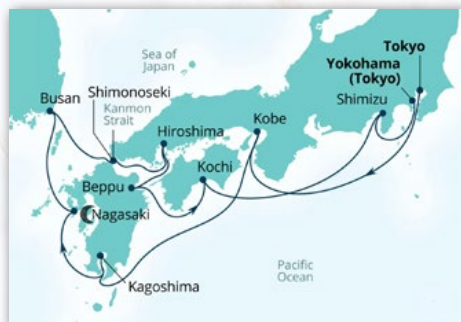 Sea of
Japan
Tokyo
Yokohama
(Tokyo)
Busan
Shimonoseki
Kanmon
Strait
Hiroshima
Kobe
Shimizu
Beppu
Kochi
Nagasaki
Kagoshima
Pacific
Ocean